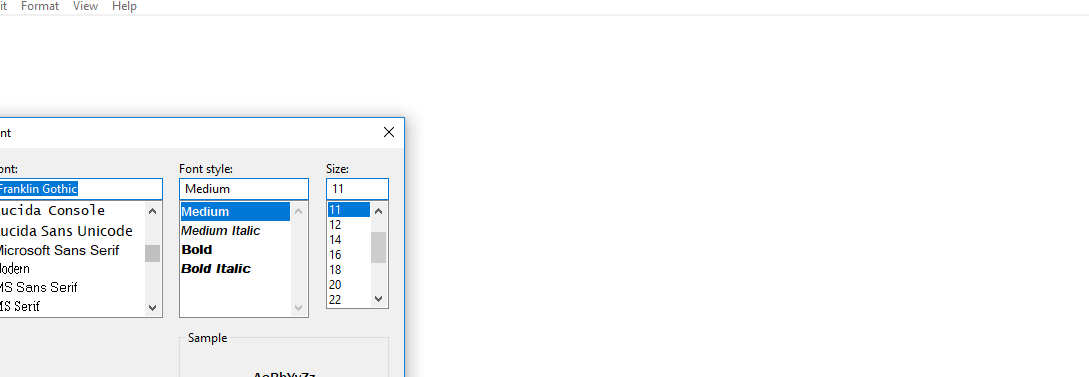 it Format View Help
nt
ont: Font style: Size:
Franklin Gothic Medium 11
ucida Console
ucida Sans Unicode
Microsoft Sans Serif
Modern
MS Sans Serif
MS Serif
Medium
Medium Italic
Bold
Bold Italic
11
12
14
16
18
20
22
Sample
AaBbYyZz